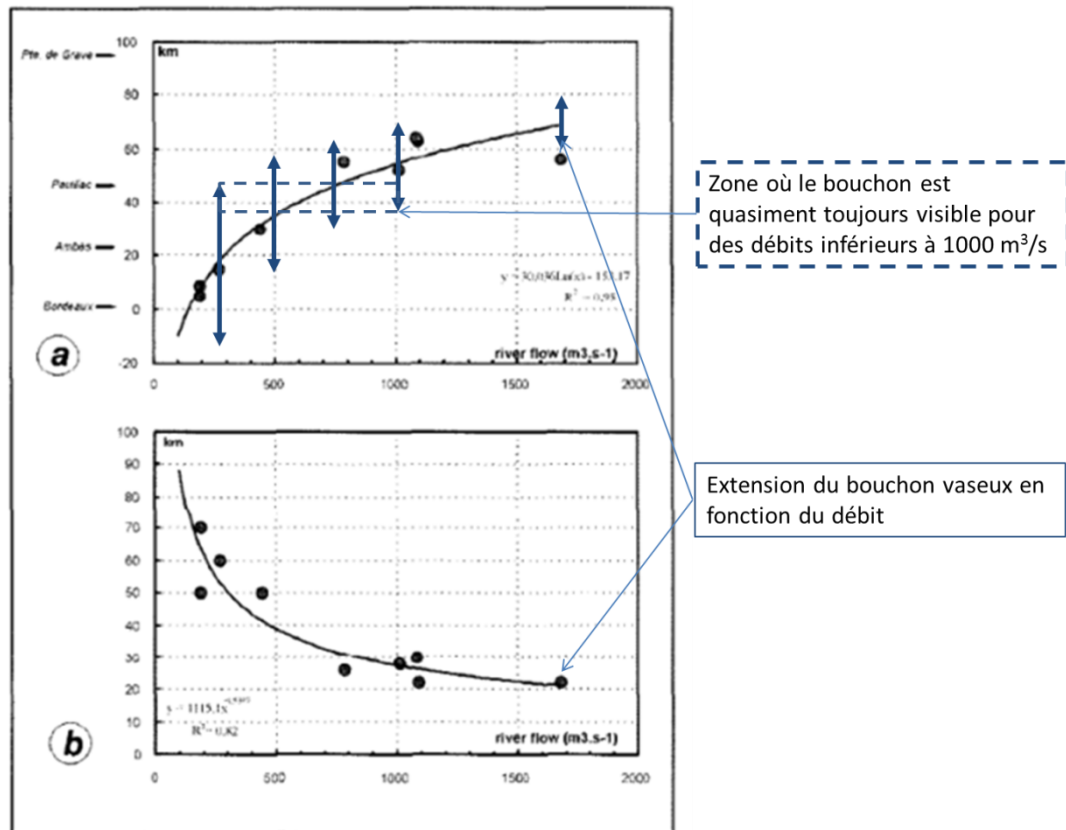 Pte. de Grave
Pauillac
Ambès
Bordeaux
100
80
60
40
20
0
-20
km
R² = 0,95
river flow (m3.s-1)
0
500
1000
1500
2000
a
Zone où le bouchon est
quasiment toujours visible pour
des débits inférieurs à 1000 m³/s
Extension du bouchon vaseux en
fonction du débit
100
90
80
70
60
50
40
30
20
10
0
km
y = 1115,1x
R²= 0,82
river flow (m3.s-1)
0
500
1000
1500
2000
b